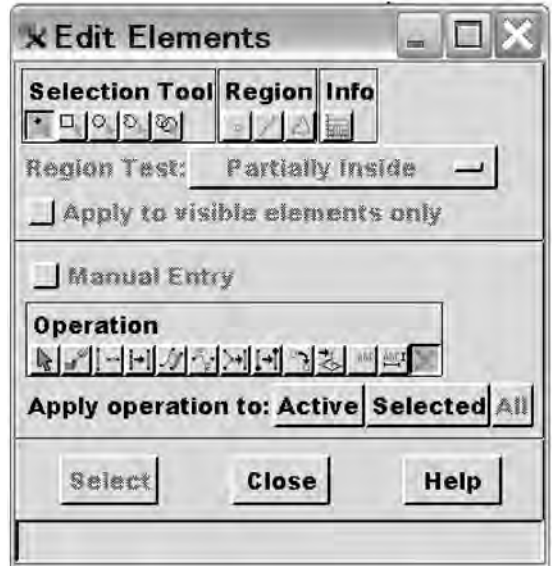 Edit Elements
Selection Tool Region Info
Region Test: Partially Inside
Apply to visible elements only
Manual Entry
Operation
Apply operation to: Active Selected All
Select Close Help